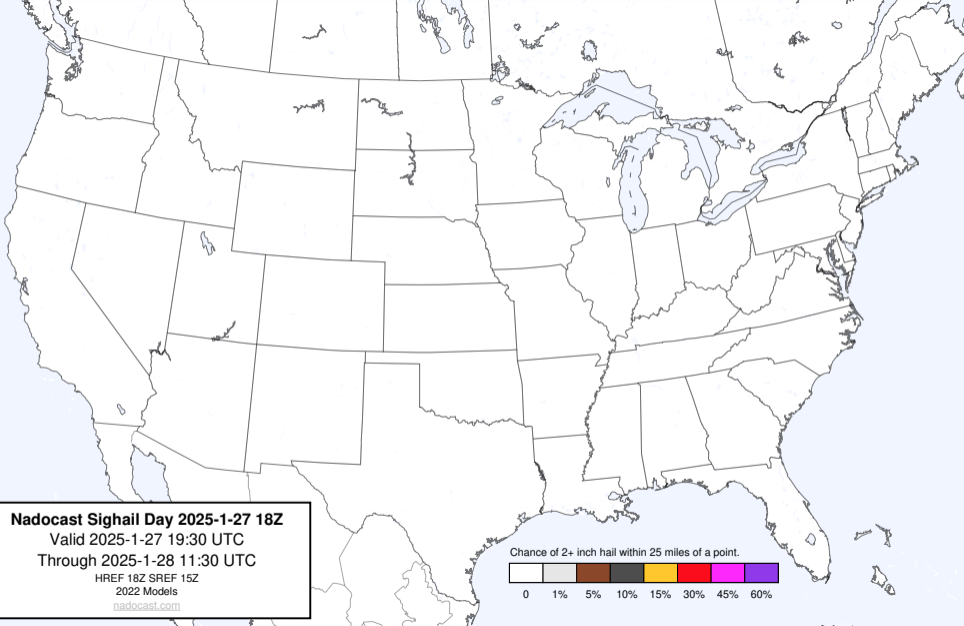 Nadocast Sighail Day 2025-1-27 18Z
Valid 2025-1-27 19:30 UTC
Through 2025-1-28 11:30 UTC
HREF 18Z SREF 15Z
2022 Models
nadocast.com
Chance of 2+ inch hail within 25 miles of a point.
0 1% 5% 10% 15% 30% 45% 60%